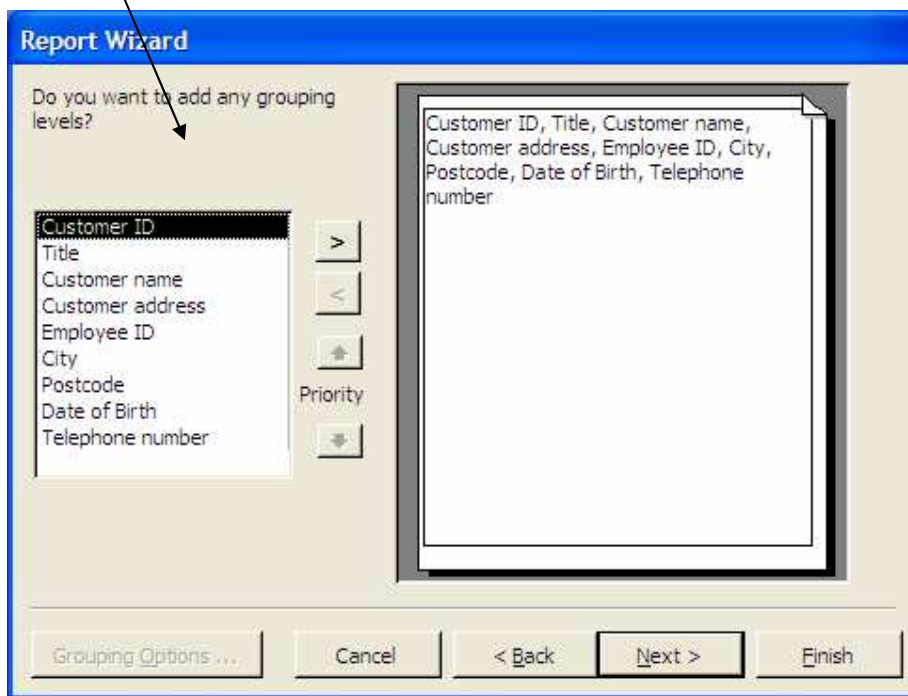 Report Wizard
Do you want to add any grouping
levels?
Customer ID
Title
Customer name
Customer address
Employee ID
City
Postcode
Date of Birth
Telephone number
>
<
Priority
Customer ID, Title, Customer name,
Customer address, Employee ID, City,
Postcode, Date of Birth, Telephone
number
Grouping Options ...
Cancel
< Back
Next >
Finish